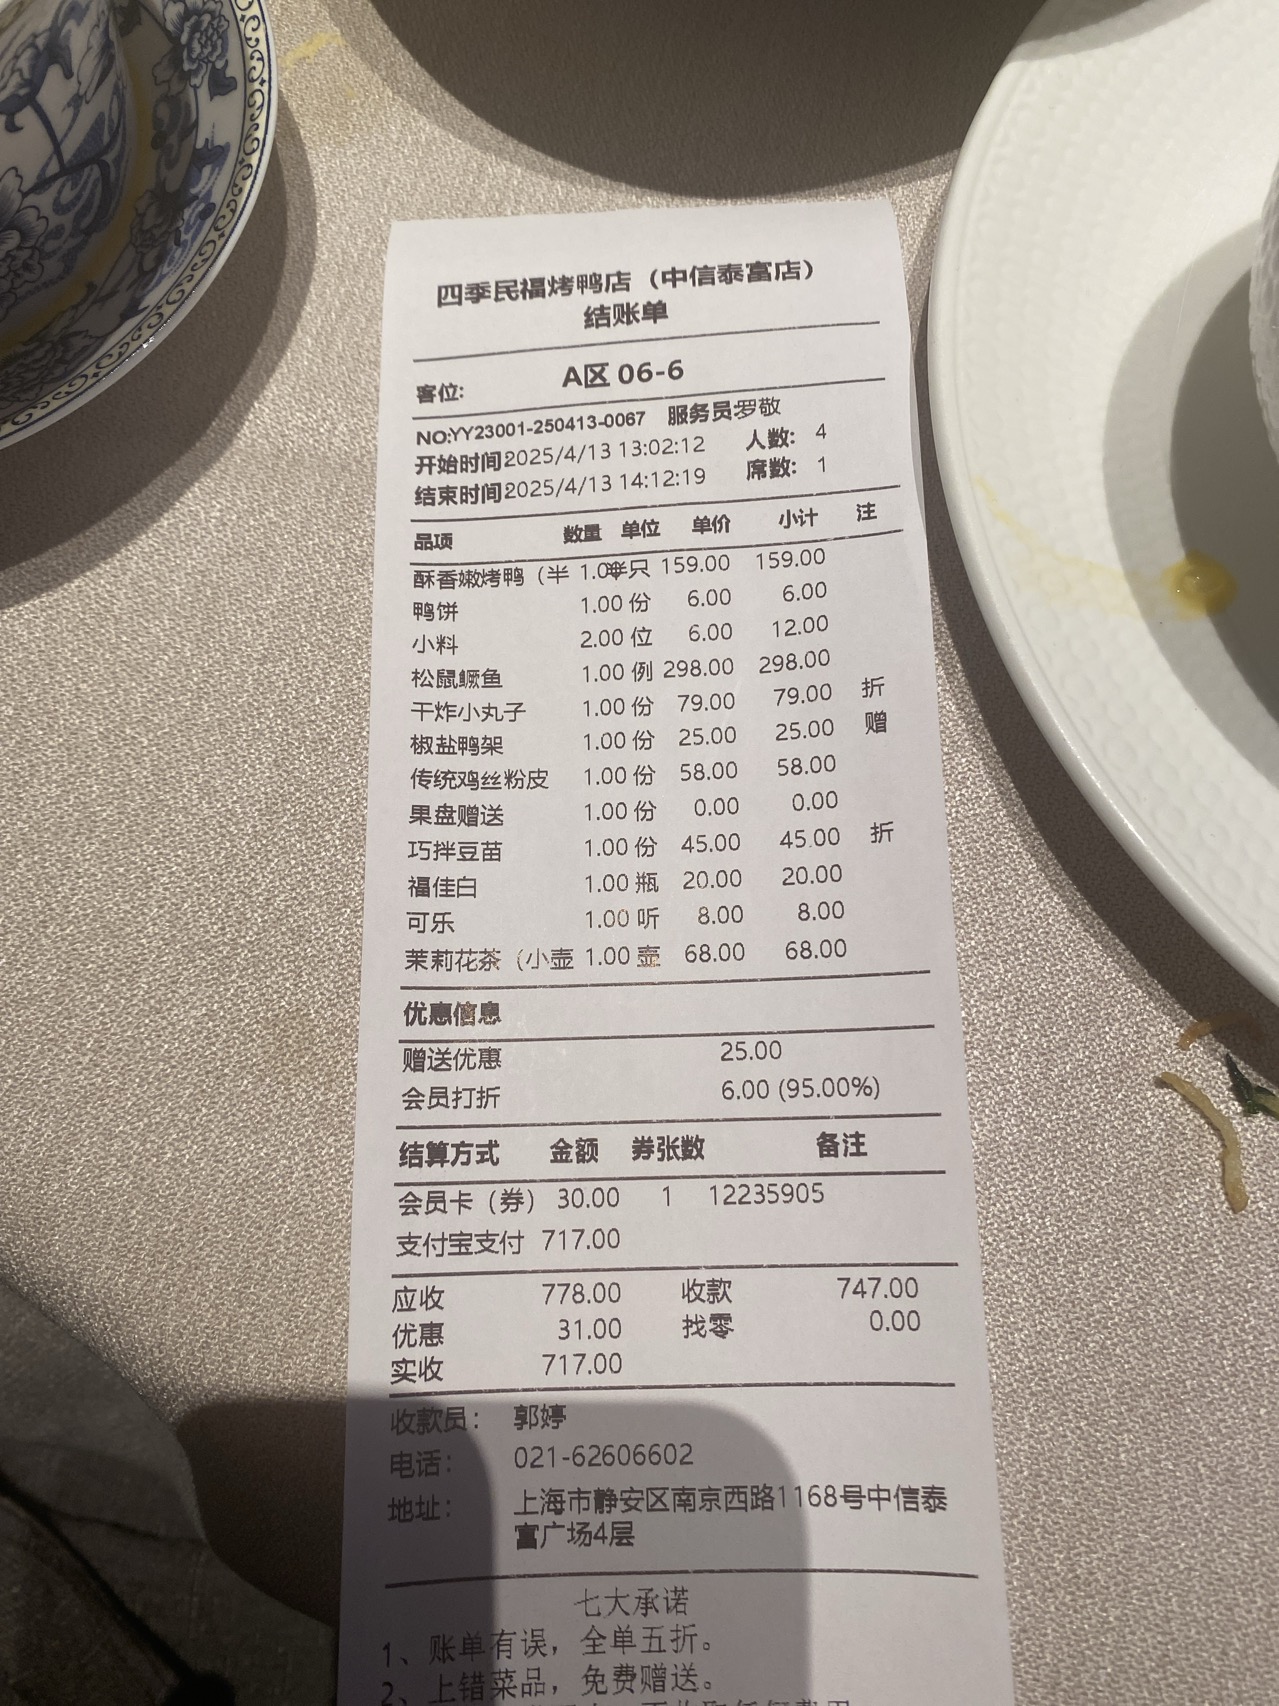 四季民福烤鸭店（中信泰富店）
结账单
客位: A区 06-6
NO:YY23001-250413-0067 服务员:罗敬
开始时间2025/4/13 13:02:12 人数: 4
结束时间2025/4/13 14:12:19 席数: 1
品项 数量 单位 单价 小计 注
酥香嫩烤鸭（半 1.00半只 159.00 159.00
鸭饼 1.00 份 6.00 6.00
小料 2.00 位 6.00 12.00
松鼠鳜鱼 1.00 例 298.00 298.00
干炸小丸子 1.00 份 79.00 79.00 折
椒盐鸭架 1.00 份 25.00 25.00 赠
传统鸡丝粉皮 1.00 份 58.00 58.00
果盘赠送 1.00 份 0.00 0.00
巧拌豆苗 1.00 份 45.00 45.00 折
福佳白 1.00 瓶 20.00 20.00
可乐 1.00 听 8.00 8.00
茉莉花茶（小壶 1.00 壶 68.00 68.00
优惠信息
赠送优惠 25.00
会员打折 6.00 (95.00%)
结算方式 金额 券张数 备注
会员卡（券） 30.00 1 12235905
支付宝支付 717.00
应收 778.00 收款 747.00
优惠 31.00 找零 0.00
实收 717.00
收款员： 郭婷
电话： 021-62606602
地址： 上海市静安区南京西路1168号中信泰
富广场4层
七大承诺
1、账单有误，全单五折。
2、上错菜品，免费赠送。